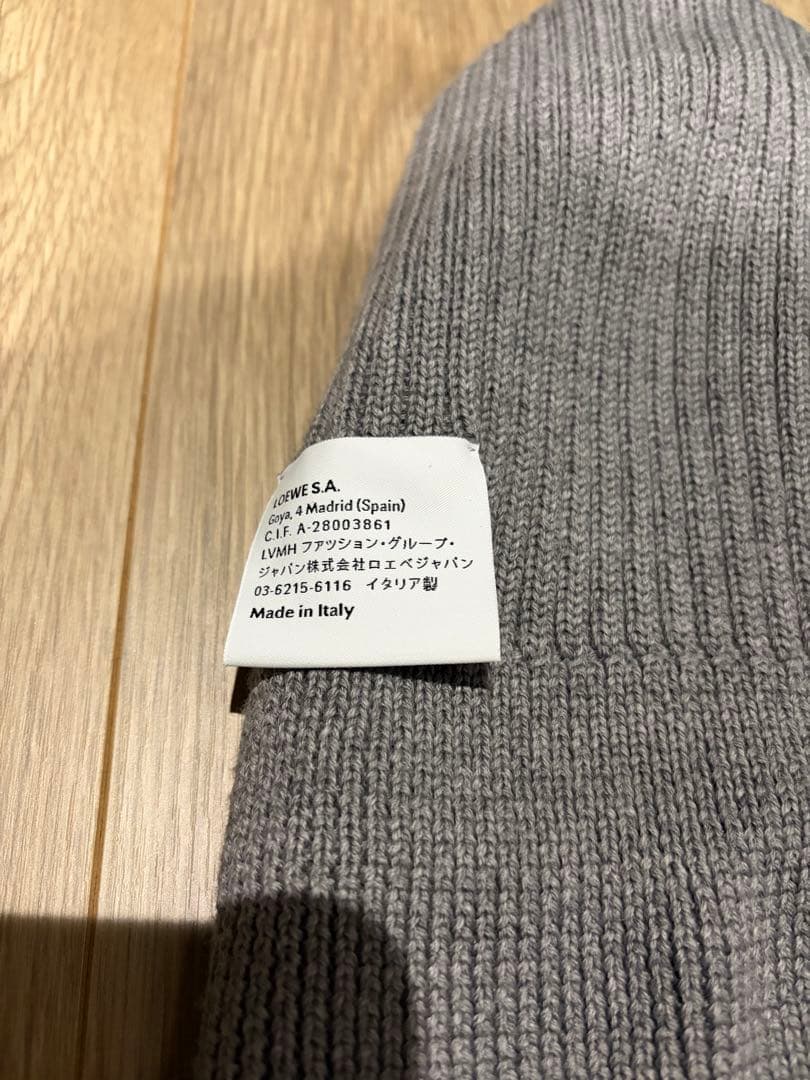 LOEWE S.A.
Goya, 4 Madrid (Spain)
C.I.F. A-28003861
LVMH ファッション・グループ・
ジャパン株式会社ロエベジャパン
03-6215-6116 イタリア製
Made in Italy